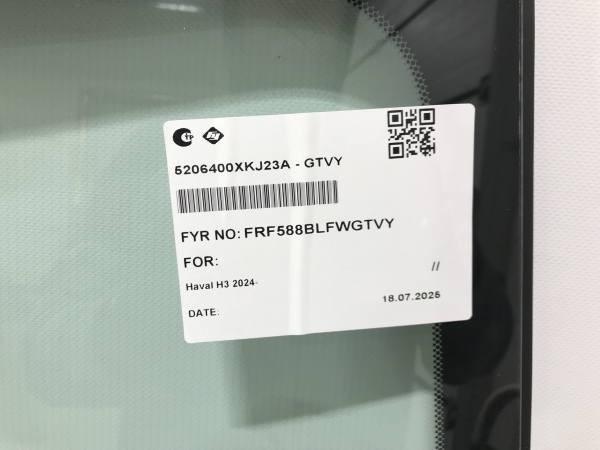 5206400XKJ23A - GTVY
FYR NO: FRF588BLFWGTVY
FOR:
//
Haval H3 2024-
18.07.2025
DATE: